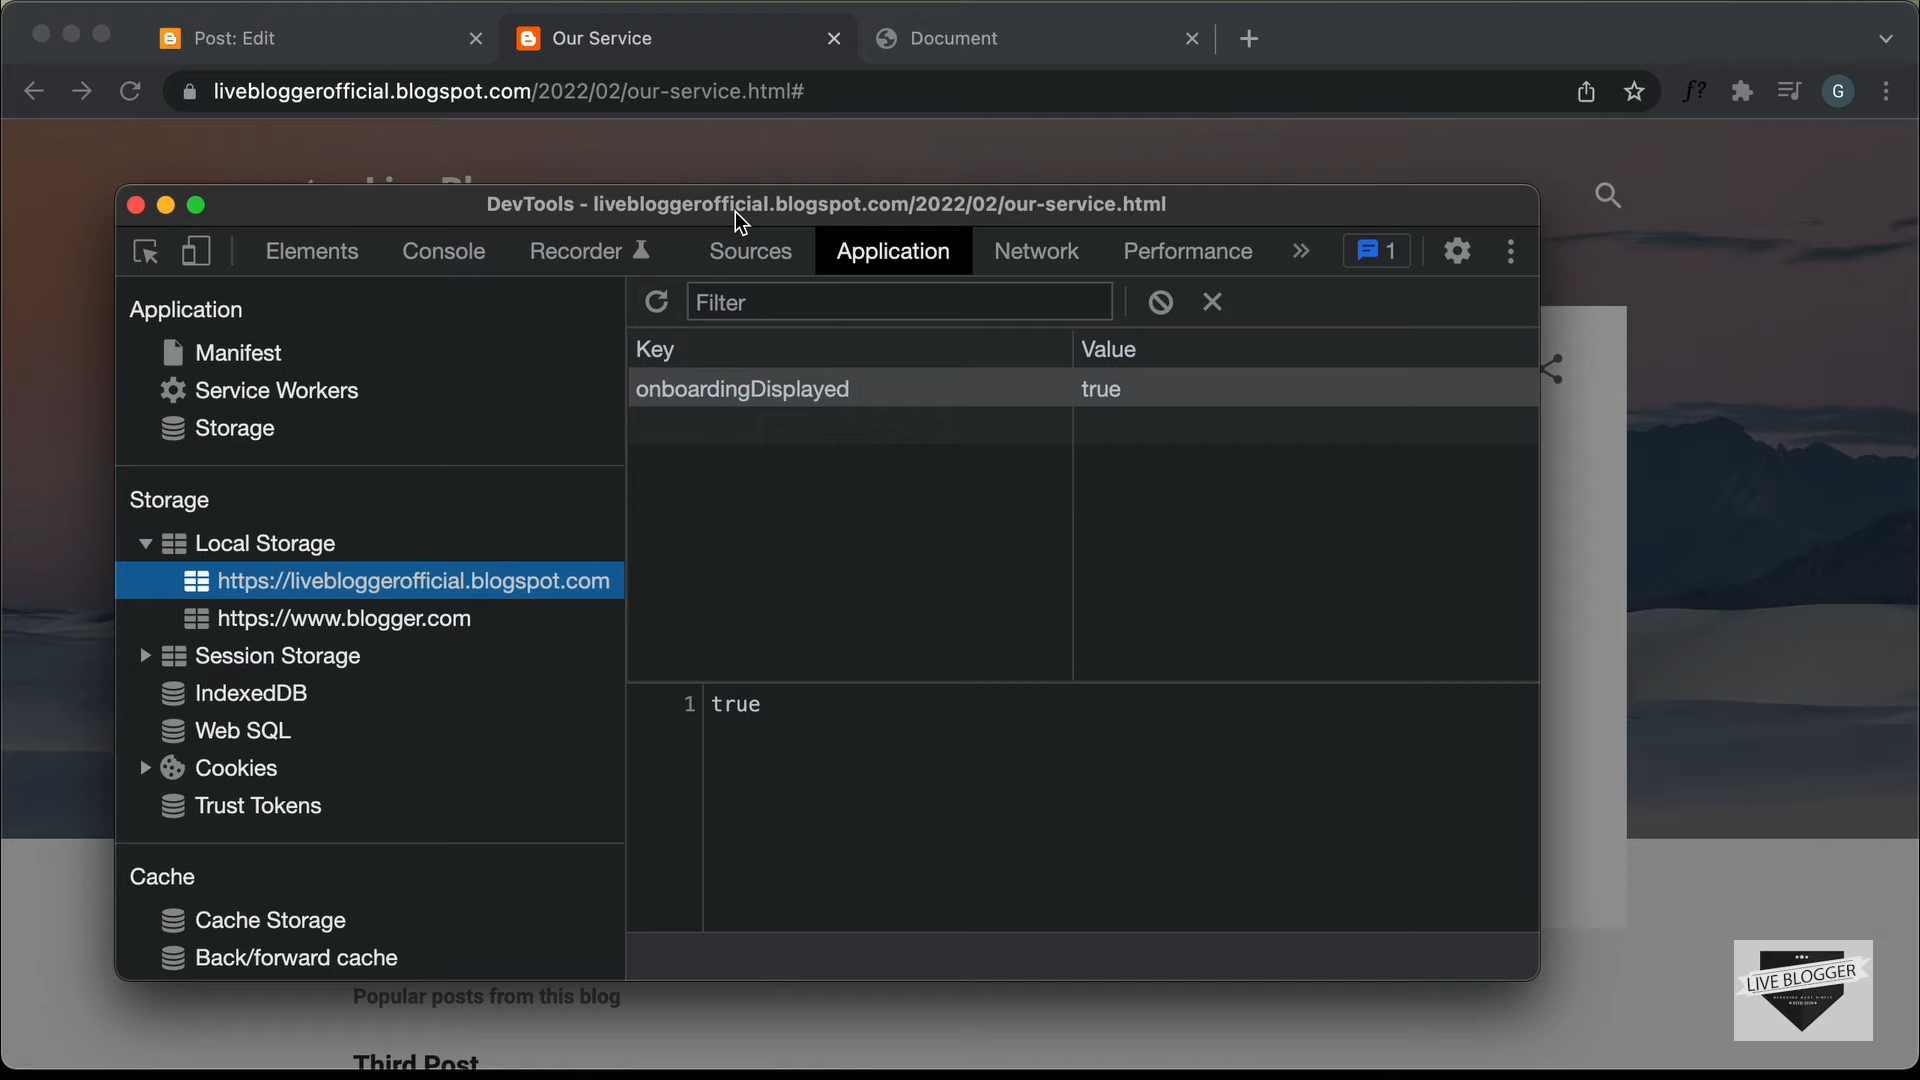 Post: Edit
Our Service
Document
livebloggerofficial.blogspot.com/2022/02/our-service.html#
f?
G
DevTools - livebloggerofficial.blogspot.com/2022/02/our-service.html
Elements
Console
Recorder
Sources
Application
Network
Performance
»
1
Application
Manifest
Service Workers
Storage
Storage
Local Storage
https://livebloggerofficial.blogspot.com
https://www.blogger.com
Session Storage
IndexedDB
Web SQL
Cookies
Trust Tokens
Cache
Cache Storage
Back/forward cache
Filter
Key Value
onboardingDisplayed true
1 true
Popular posts from this blog
Third Post
LIVE BLOGGER